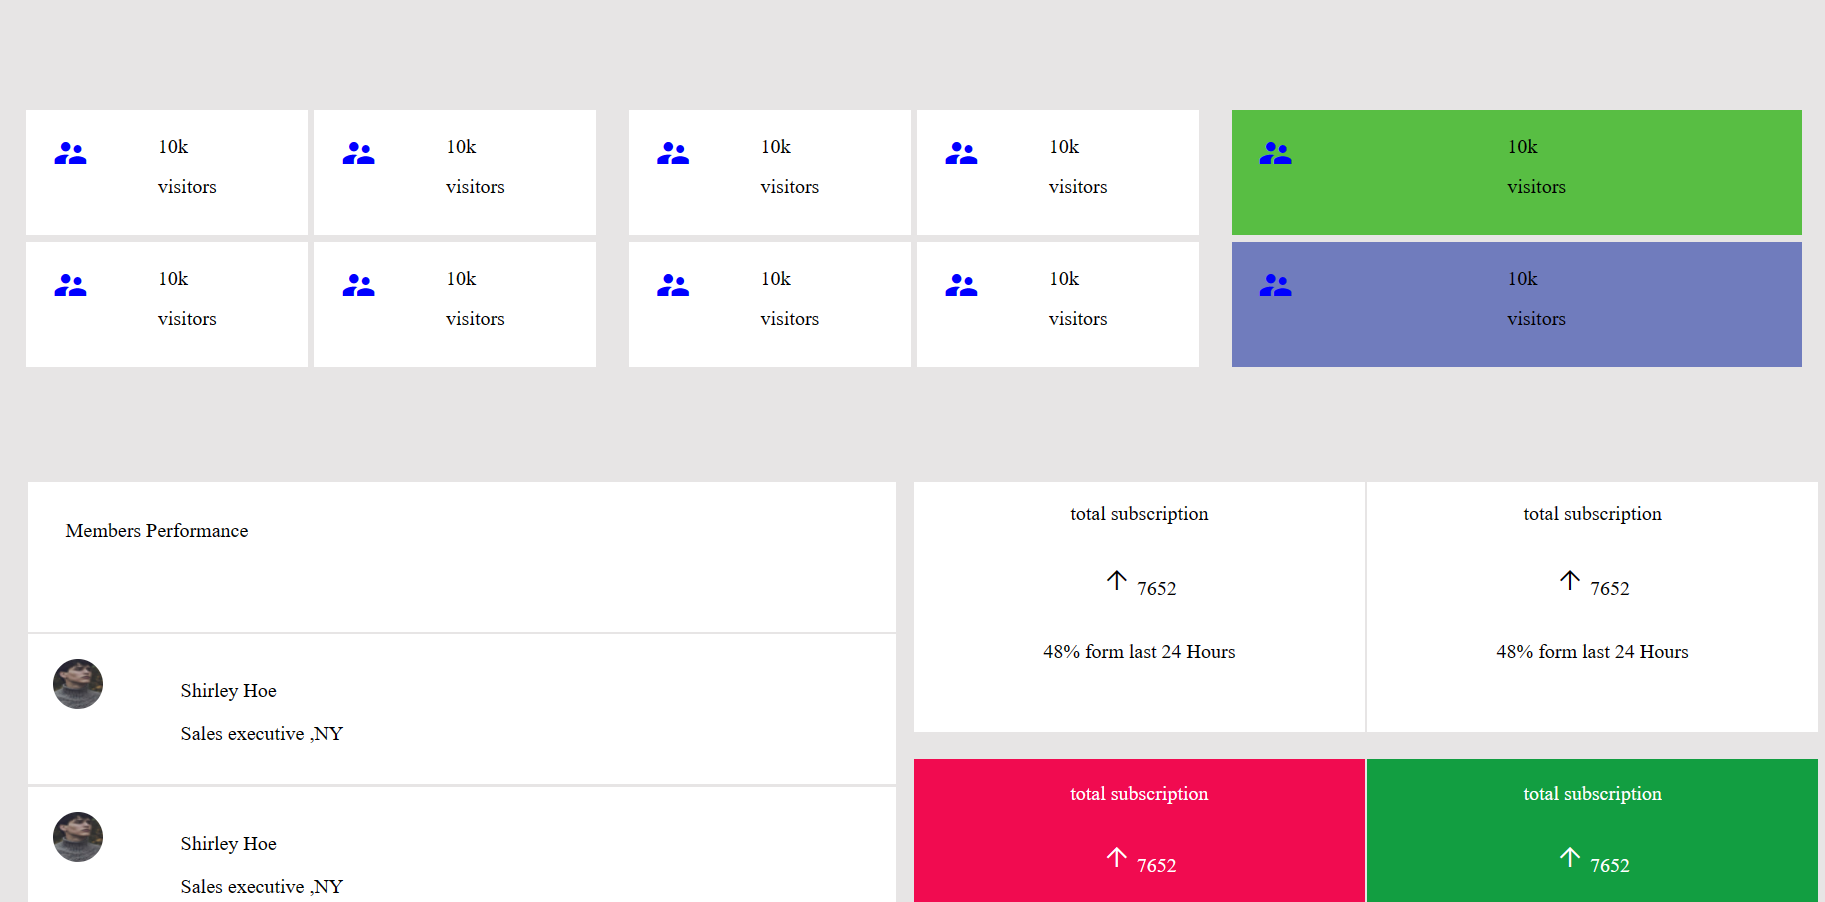 10k
visitors
10k
visitors
10k
visitors
10k
visitors
10k
visitors
10k
visitors
10k
visitors
10k
visitors
10k
visitors
10k
visitors
Members Performance
Shirley Hoe
Sales executive ,NY
Shirley Hoe
Sales executive ,NY
total subscription
7652
48% form last 24 Hours
total subscription
7652
48% form last 24 Hours
total subscription
7652
total subscription
7652